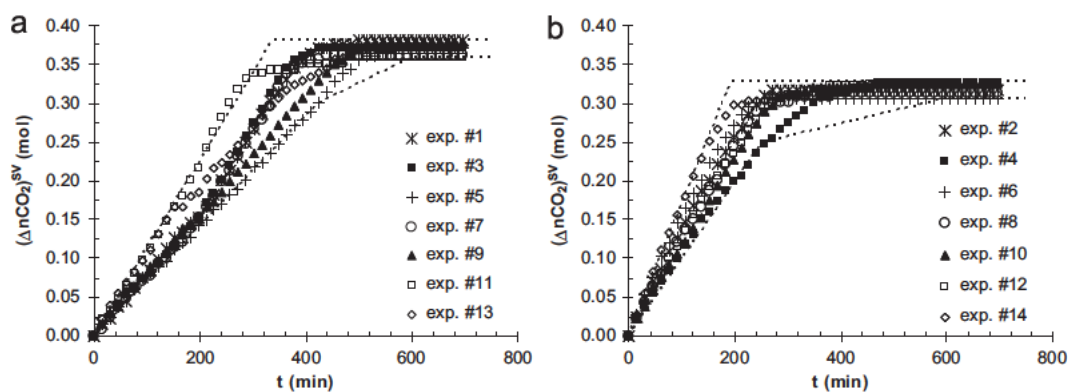 a
0.40
0.35
0.30
0.25
0.20
0.15
0.10
0.05
0.00
(ΔnCO₂)ˢⱽ (mol)
0 200 400 600 800
t (min)
exp. #1
exp. #3
exp. #5
exp. #7
exp. #9
exp. #11
exp. #13
b
0.40
0.35
0.30
0.25
0.20
0.15
0.10
0.05
0.00
(ΔnCO₂)ˢⱽ (mol)
0 200 400 600 800
t (min)
exp. #2
exp. #4
exp. #6
exp. #8
exp. #10
exp. #12
exp. #14